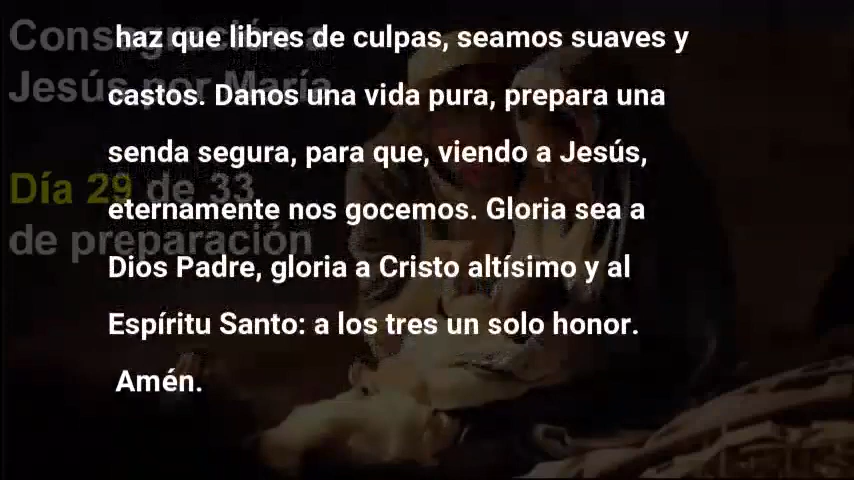 Consagración a
Jesús por María
Día 29 de 33
de preparación
haz que libres de culpas, seamos suaves y
castos. Danos una vida pura, prepara una
senda segura, para que, viendo a Jesús,
eternamente nos gocemos. Gloria sea a
Dios Padre, gloria a Cristo altísimo y al
Espíritu Santo: a los tres un solo honor.
Amén.